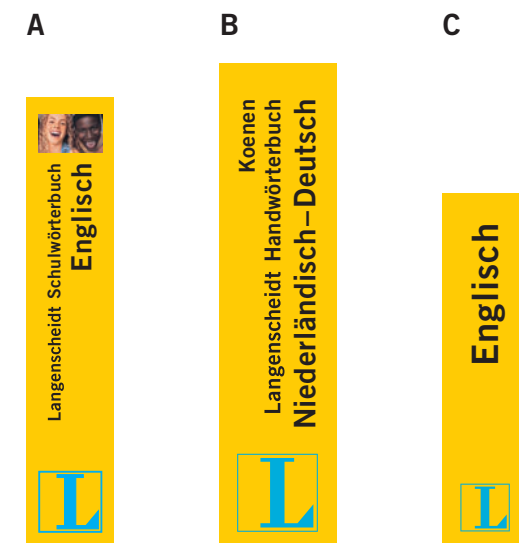 A
B
C
Langenscheidt Schulwörterbuch
Englisch
L
Koenen
Langenscheidt Handwörterbuch
Niederländisch–Deutsch
L
Englisch
L